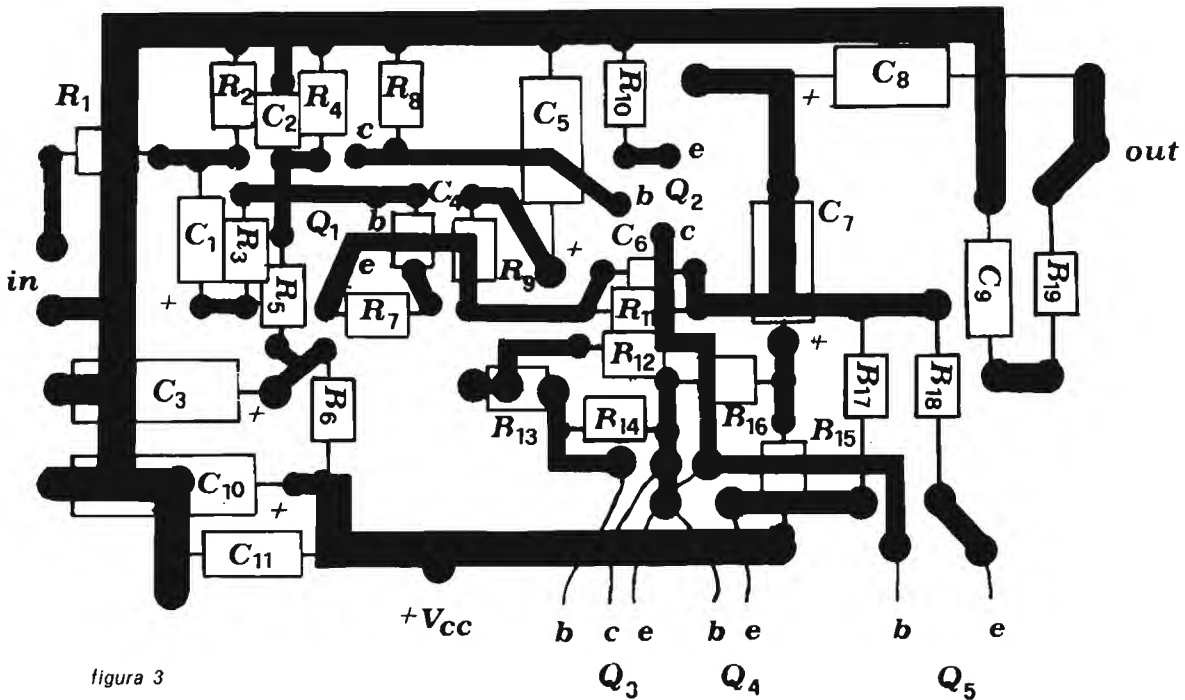 R1
R2
C2
R4
R8
c
C5
R10
e
+
C8
out
b
Q2
C1
R3
Q1
b
e
C4
R9
+
C6
c
C7
in
+
R5
R7
R11
R12
+
C9
R19
C3
+
R6
R13
R14
R16
R15
R17
R18
C10
+
C11
+Vcc
b
c
e
b
e
b
e
Q3
Q4
Q5
figura 3